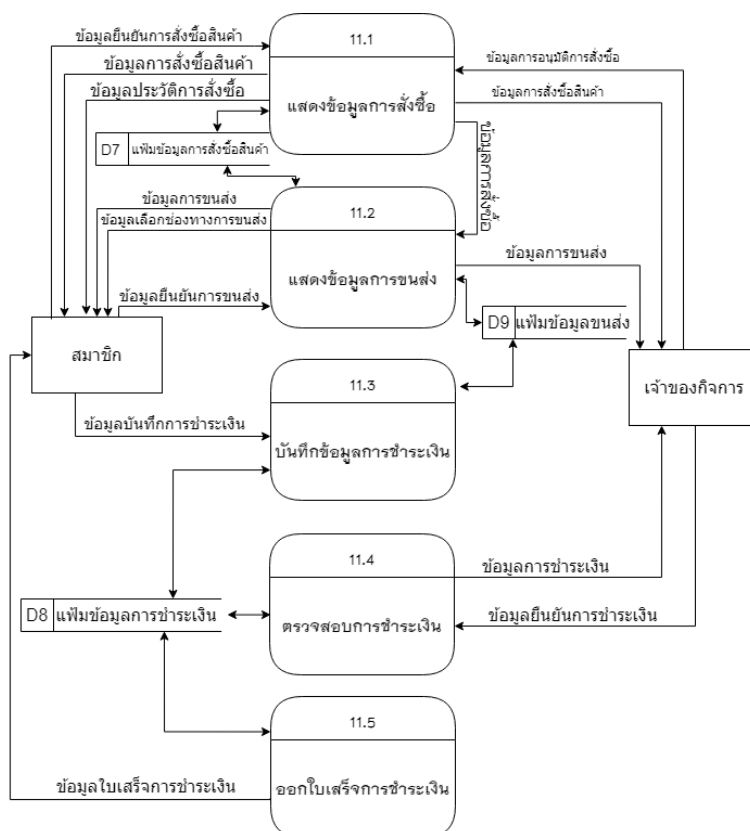 ข้อมูลยืนยันการสั่งซื้อสินค้า
11.1
ข้อมูลการอนุมัติการสั่งซื้อ
ข้อมูลการสั่งซื้อสินค้า
ข้อมูลประวัติการสั่งซื้อ
ข้อมูลการสั่งซื้อสินค้า
แสดงข้อมูลการสั่งซื้อ
D7 แฟ้มข้อมูลการสั่งซื้อสินค้า
ข้อมูลการสั่งซื้อ
ข้อมูลการขนส่ง
11.2
ข้อมูลเลือกช่องทางการขนส่ง
ข้อมูลการขนส่ง
แสดงข้อมูลการขนส่ง
ข้อมูลยืนยันการขนส่ง
D9 แฟ้มข้อมูลขนส่ง
สมาชิก
11.3
เจ้าของกิจการ
ข้อมูลบันทึกการชำระเงิน
บันทึกข้อมูลการชำระเงิน
11.4
ข้อมูลการชำระเงิน
D8 แฟ้มข้อมูลการชำระเงิน
ข้อมูลยืนยันการชำระเงิน
ตรวจสอบการชำระเงิน
11.5
ข้อมูลใบเสร็จการชำระเงิน
ออกใบเสร็จการชำระเงิน